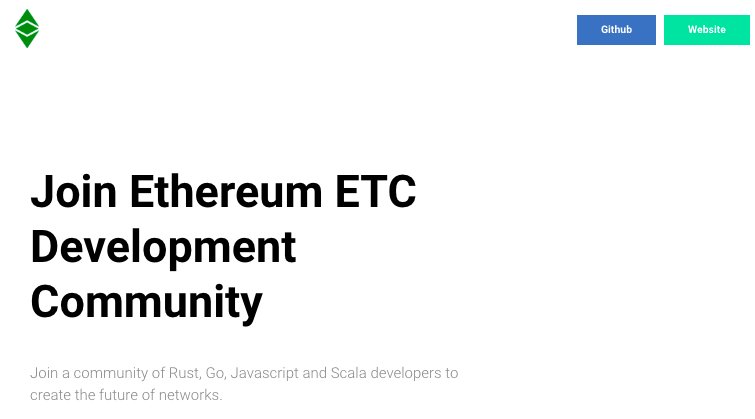 Github
Website
Join Ethereum ETC
Development
Community
Join a community of Rust, Go, Javascript and Scala developers to
create the future of networks.